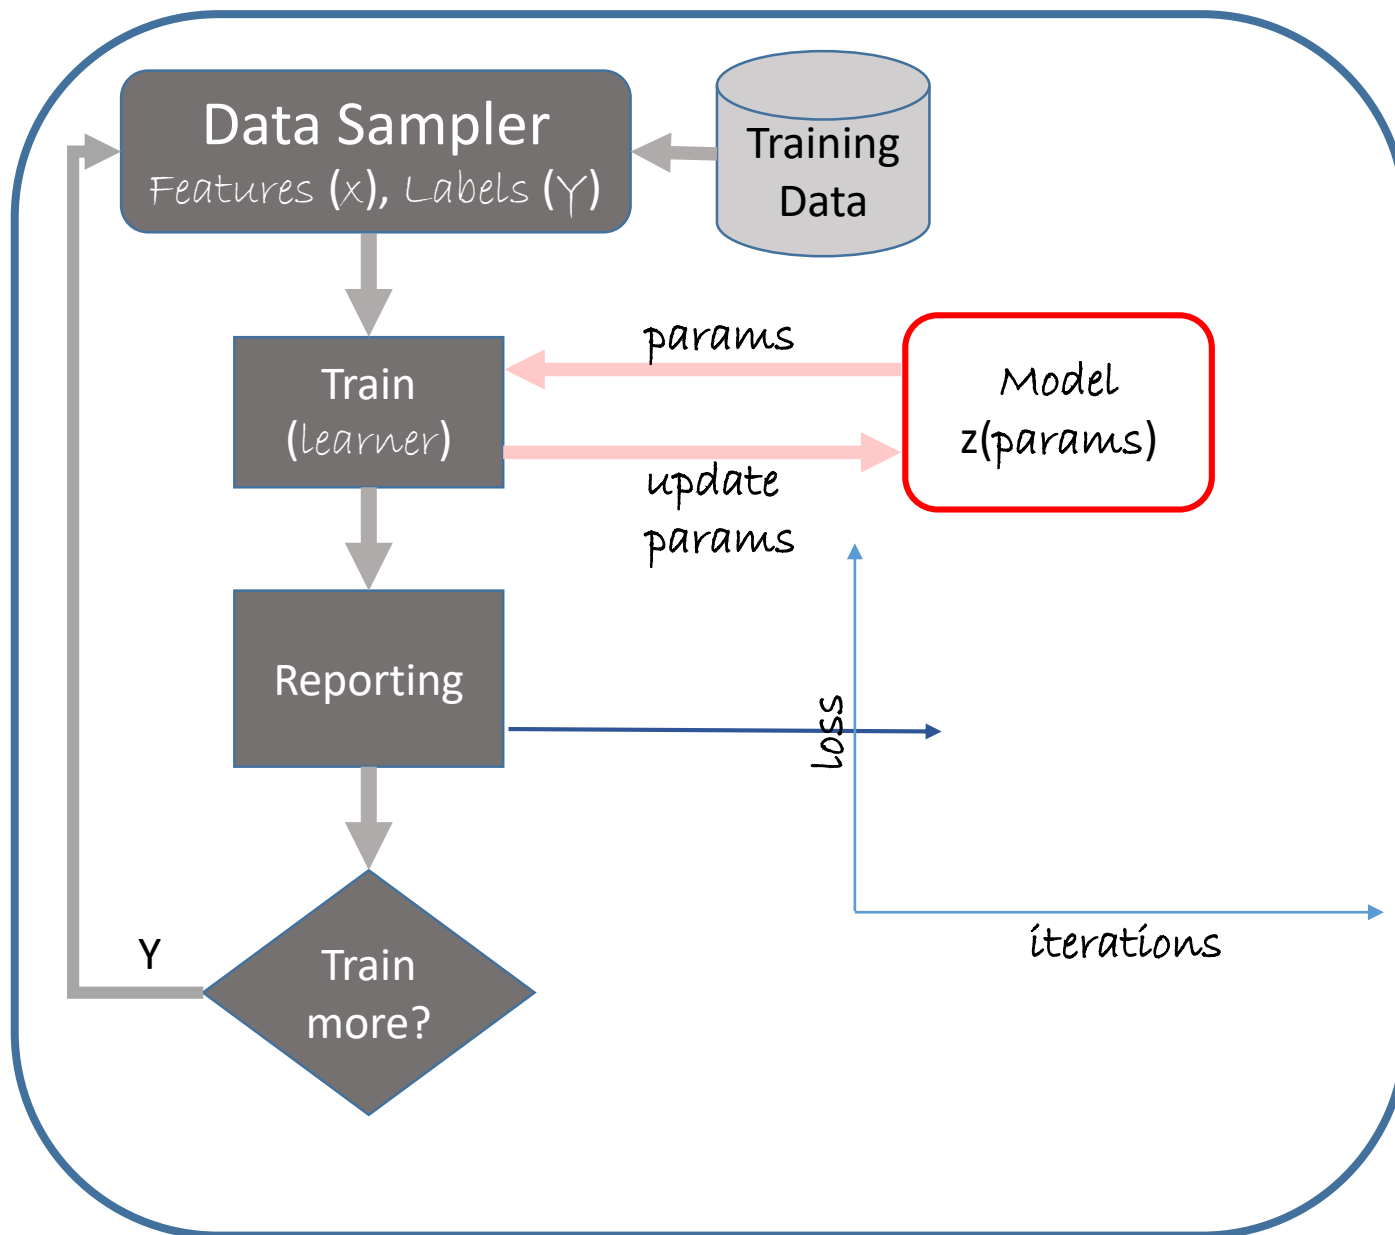 Data Sampler
Features (x), Labels (Y)
Training
Data
Train
(learner)
params
update
params
Model
z(params)
Reporting
loss
iterations
Train
more?
Y